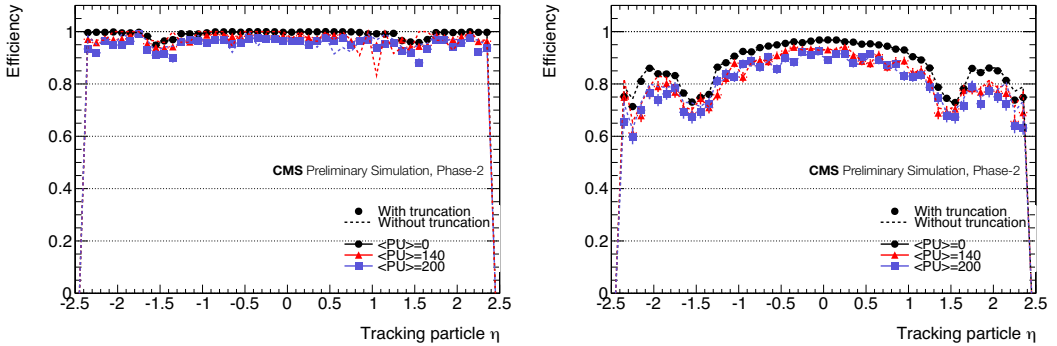 Efficiency
1
0.8
0.6
0.4
0.2
0
CMS Preliminary Simulation, Phase-2
With truncation
Without truncation
<PU>=0
<PU>=140
<PU>=200
-2.5 -2 -1.5 -1 -0.5 0 0.5 1 1.5 2 2.5
Tracking particle η
Efficiency
1
0.8
0.6
0.4
0.2
0
CMS Preliminary Simulation, Phase-2
With truncation
Without truncation
<PU>=0
<PU>=140
<PU>=200
-2.5 -2 -1.5 -1 -0.5 0 0.5 1 1.5 2 2.5
Tracking particle η